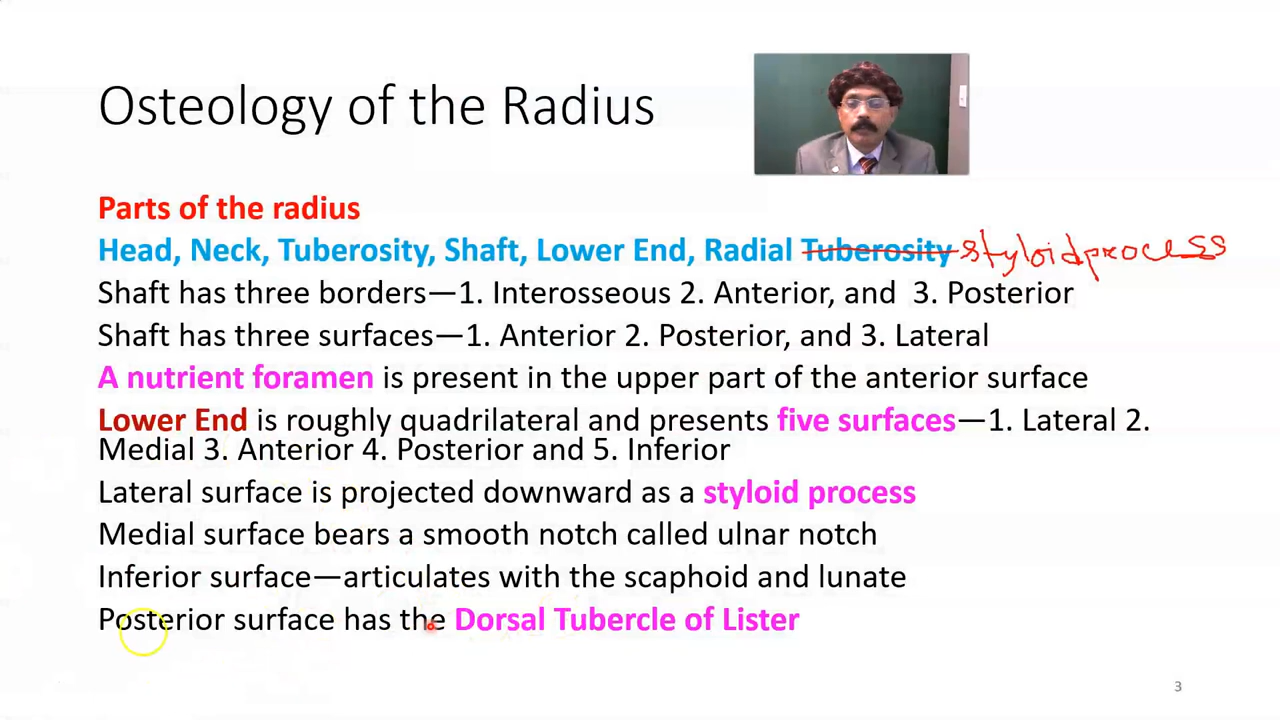 Osteology of the Radius
Parts of the radius
Head, Neck, Tuberosity, Shaft, Lower End, Radial Tuberosity styloid process
Shaft has three borders—1. Interosseous 2. Anterior, and 3. Posterior
Shaft has three surfaces—1. Anterior 2. Posterior, and 3. Lateral
A nutrient foramen is present in the upper part of the anterior surface
Lower End is roughly quadrilateral and presents five surfaces—1. Lateral 2.
Medial 3. Anterior 4. Posterior and 5. Inferior
Lateral surface is projected downward as a styloid process
Medial surface bears a smooth notch called ulnar notch
Inferior surface—articulates with the scaphoid and lunate
Posterior surface has the Dorsal Tubercle of Lister
3